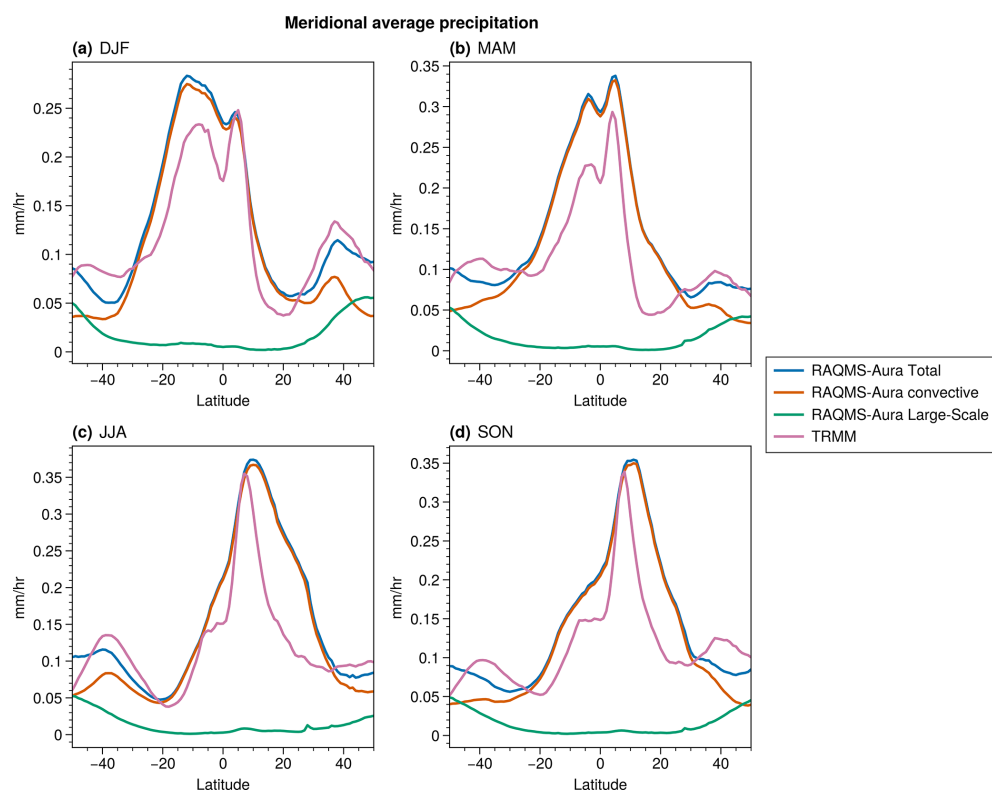 Meridional average precipitation
(a) DJF
(b) MAM
0.25
0.2
0.15
0.1
0.05
0
mm/hr
−40
−20
0
20
40
Latitude
0.35
0.3
0.25
0.2
0.15
0.1
0.05
0
mm/hr
−40
−20
0
20
40
Latitude
RAQMS-Aura Total
RAQMS-Aura convective
RAQMS-Aura Large-Scale
TRMM
(c) JJA
(d) SON
0.35
0.3
0.25
0.2
0.15
0.1
0.05
0
mm/hr
−40
−20
0
20
40
Latitude
0.35
0.3
0.25
0.2
0.15
0.1
0.05
0
mm/hr
−40
−20
0
20
40
Latitude